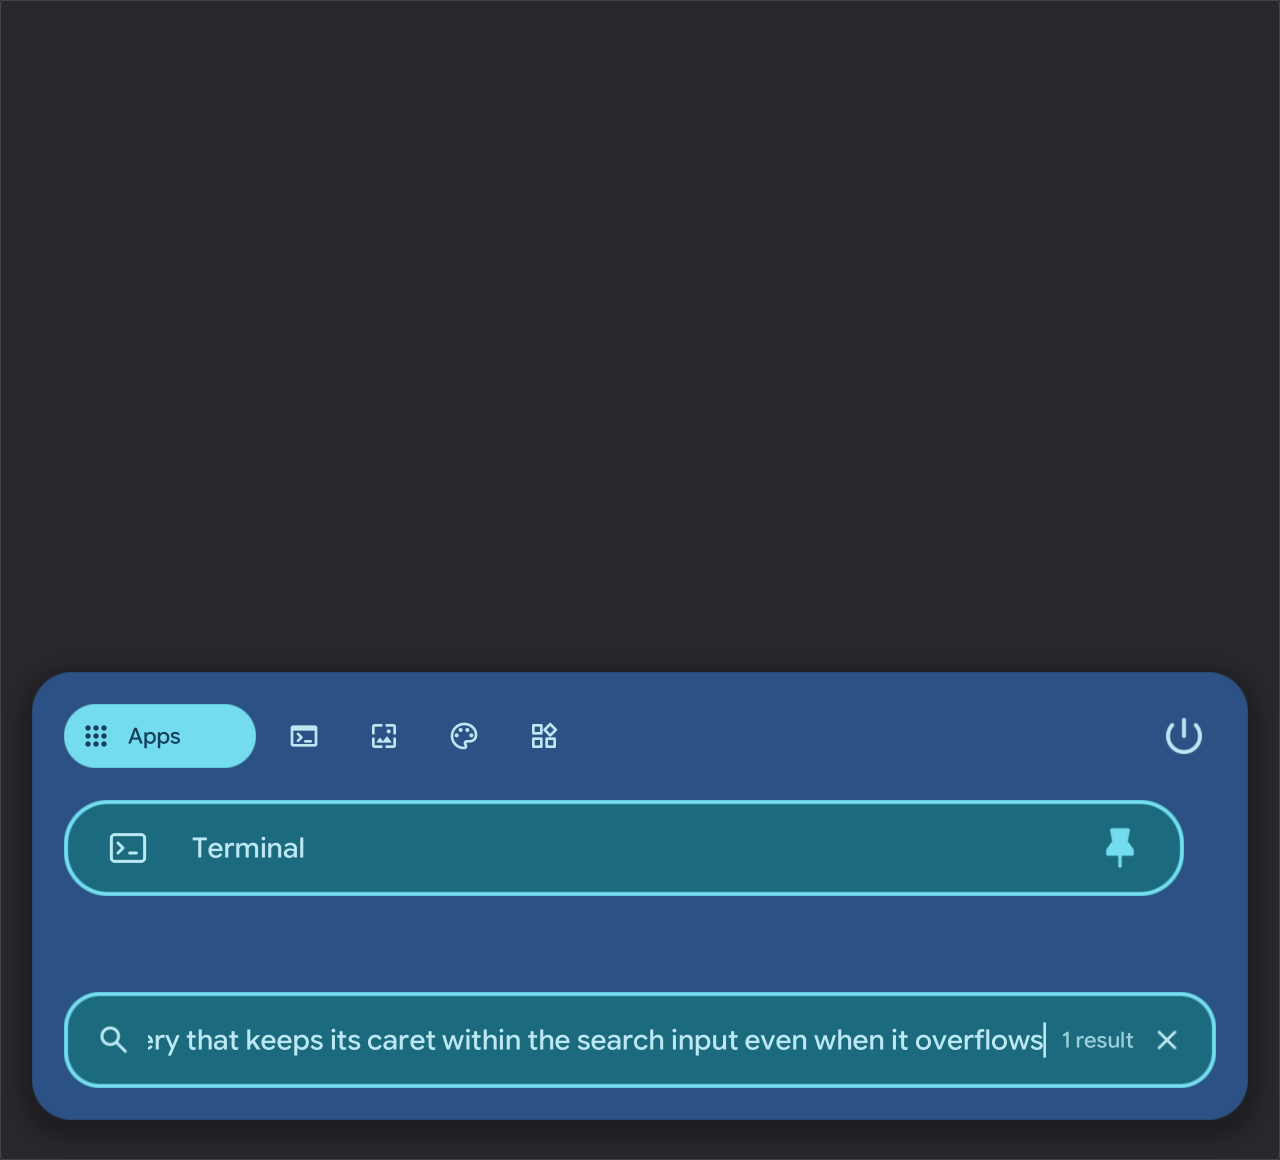 Apps
Terminal
ery that keeps its caret within the search input even when it overflows 1 result